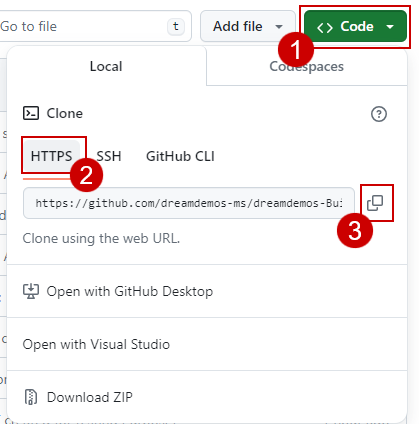 Go to file
t
Add file
<> Code
1
Local
Codespaces
Clone
HTTPS
SSH
GitHub CLI
2
https://github.com/dreamdemos-ms/dreamdemos-Bui
3
Clone using the web URL.
Open with GitHub Desktop
Open with Visual Studio
Download ZIP